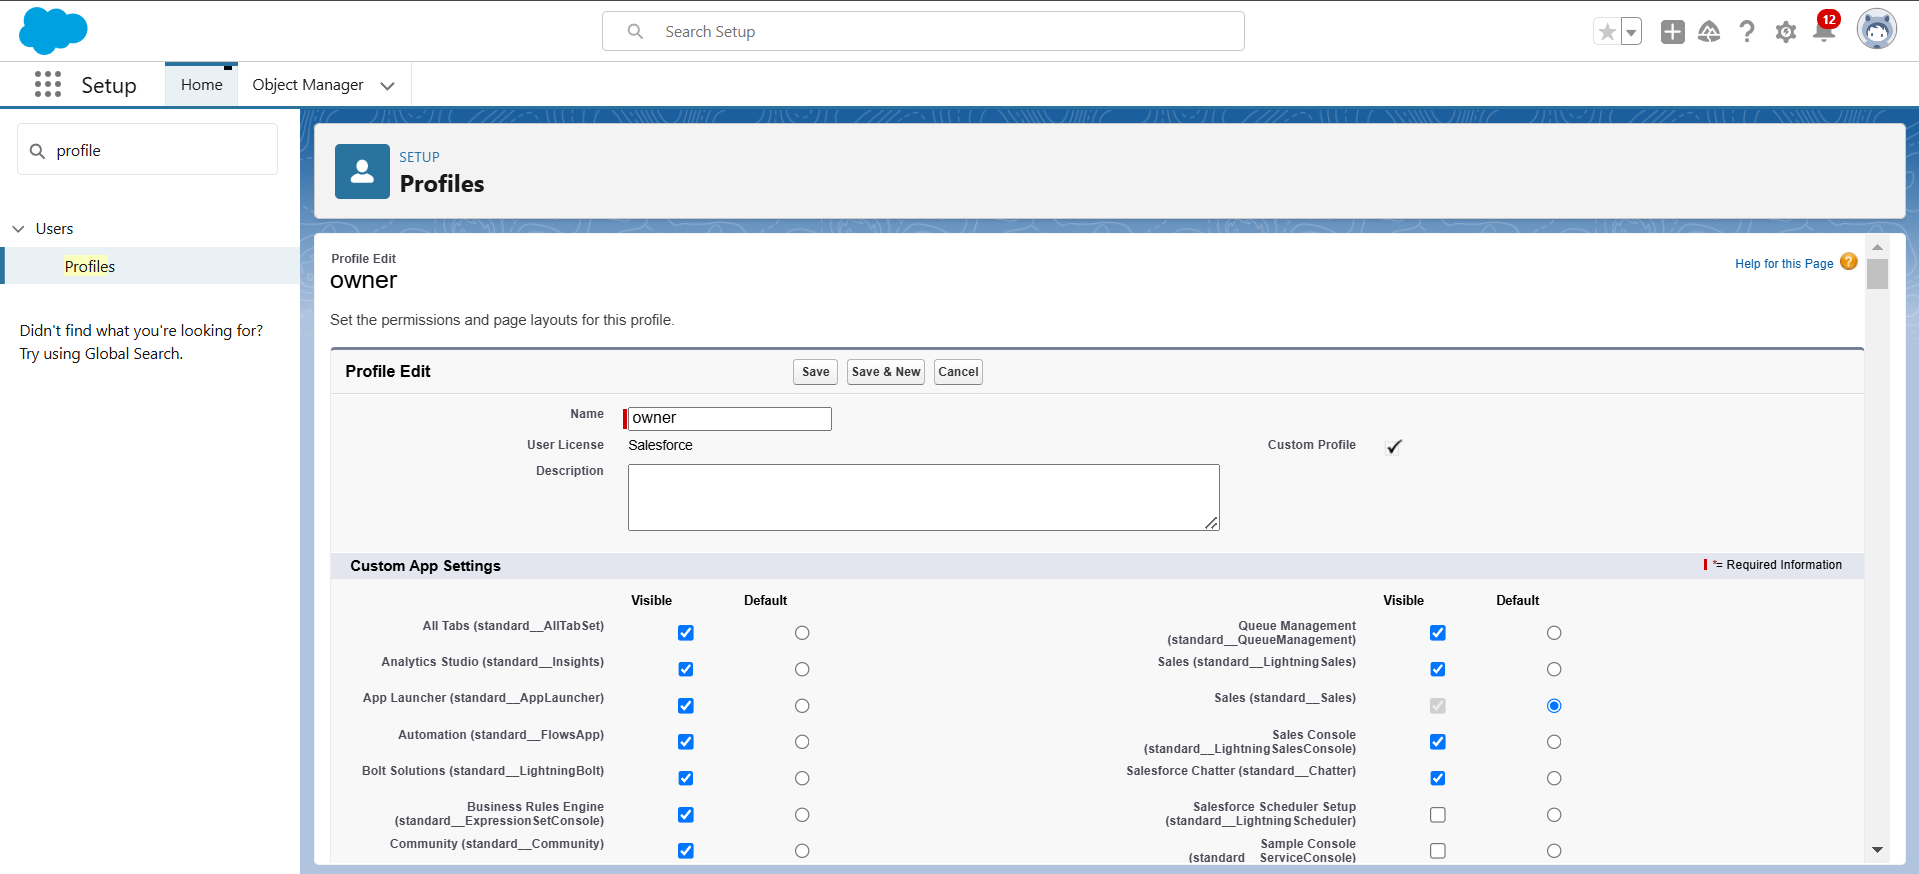 Search Setup
12
Setup
Home
Object Manager
profile
Users
Profiles
Didn't find what you're looking for?
Try using Global Search.
SETUP
Profiles
Profile Edit
owner
Help for this Page
?
Set the permissions and page layouts for this profile.
Profile Edit
Save
Save & New
Cancel
Name
owner
User License
Salesforce
Custom Profile
Description
Custom App Settings
*= Required Information
Visible
Default
Visible
Default
All Tabs (standard__AllTabSet)
Queue Management
(standard__QueueManagement)
Analytics Studio (standard__Insights)
Sales (standard__LightningSales)
App Launcher (standard__AppLauncher)
Sales (standard__Sales)
Automation (standard__FlowsApp)
Sales Console
(standard__LightningSalesConsole)
Bolt Solutions (standard__LightningBolt)
Salesforce Chatter (standard__Chatter)
Business Rules Engine
(standard__ExpressionSetConsole)
Salesforce Scheduler Setup
(standard__LightningScheduler)
Community (standard__Community)
Sample Console
(standard__ServiceConsole)